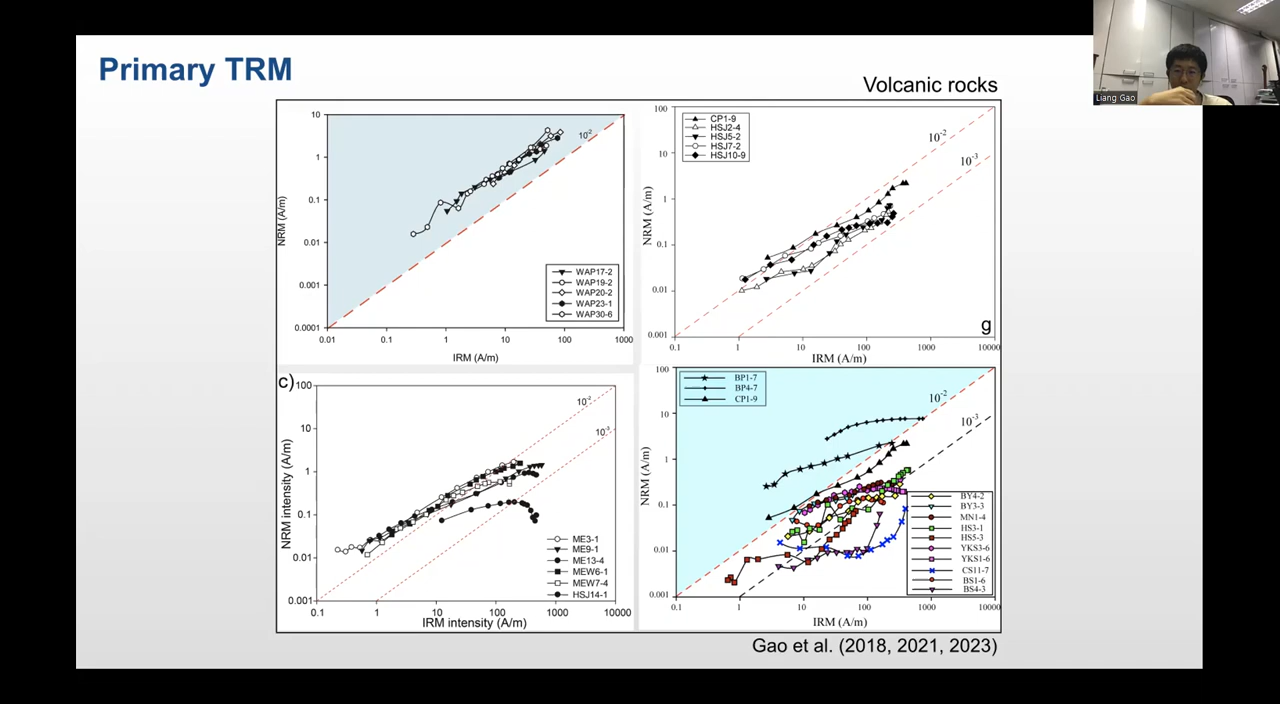 Primary TRM
Volcanic rocks
Liang Gao
10
1
0.1
0.01
0.001
0.0001
NRM (A/m)
10-2
WAP17-2
WAP19-2
WAP20-2
WAP23-1
WAP30-6
0.01
0.1
1
10
100
1000
IRM (A/m)
100
10
1
0.1
0.01
0.001
NRM (A/m)
CP1-9
HSJ2-4
HSJ5-2
HSJ7-2
HSJ10-9
10-2
10-3
g
0.1
1
10
100
1000
10000
IRM (A/m)
c)
100
10
1
0.1
0.01
0.001
NRM intensity (A/m)
10-2
10-3
ME3-1
ME9-1
ME13-4
MEW6-1
MEW7-4
HSJ14-1
0.1
1
10
100
1000
10000
IRM intensity (A/m)
100
10
1
0.1
0.01
0.001
NRM (A/m)
BP1-7
BP4-7
CP1-9
10-2
10-3
BY4-2
BY3-3
MN1-4
HS3-1
HS5-3
YKS3-6
YKS1-6
CS11-7
BS1-6
BS4-3
0.1
1
10
100
1000
10000
IRM (A/m)
Gao et al. (2018, 2021, 2023)